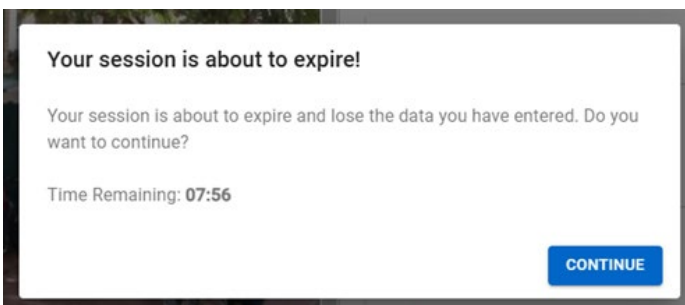 Your session is about to expire!
Your session is about to expire and lose the data you have entered. Do you
want to continue?
Time Remaining: 07:56
CONTINUE